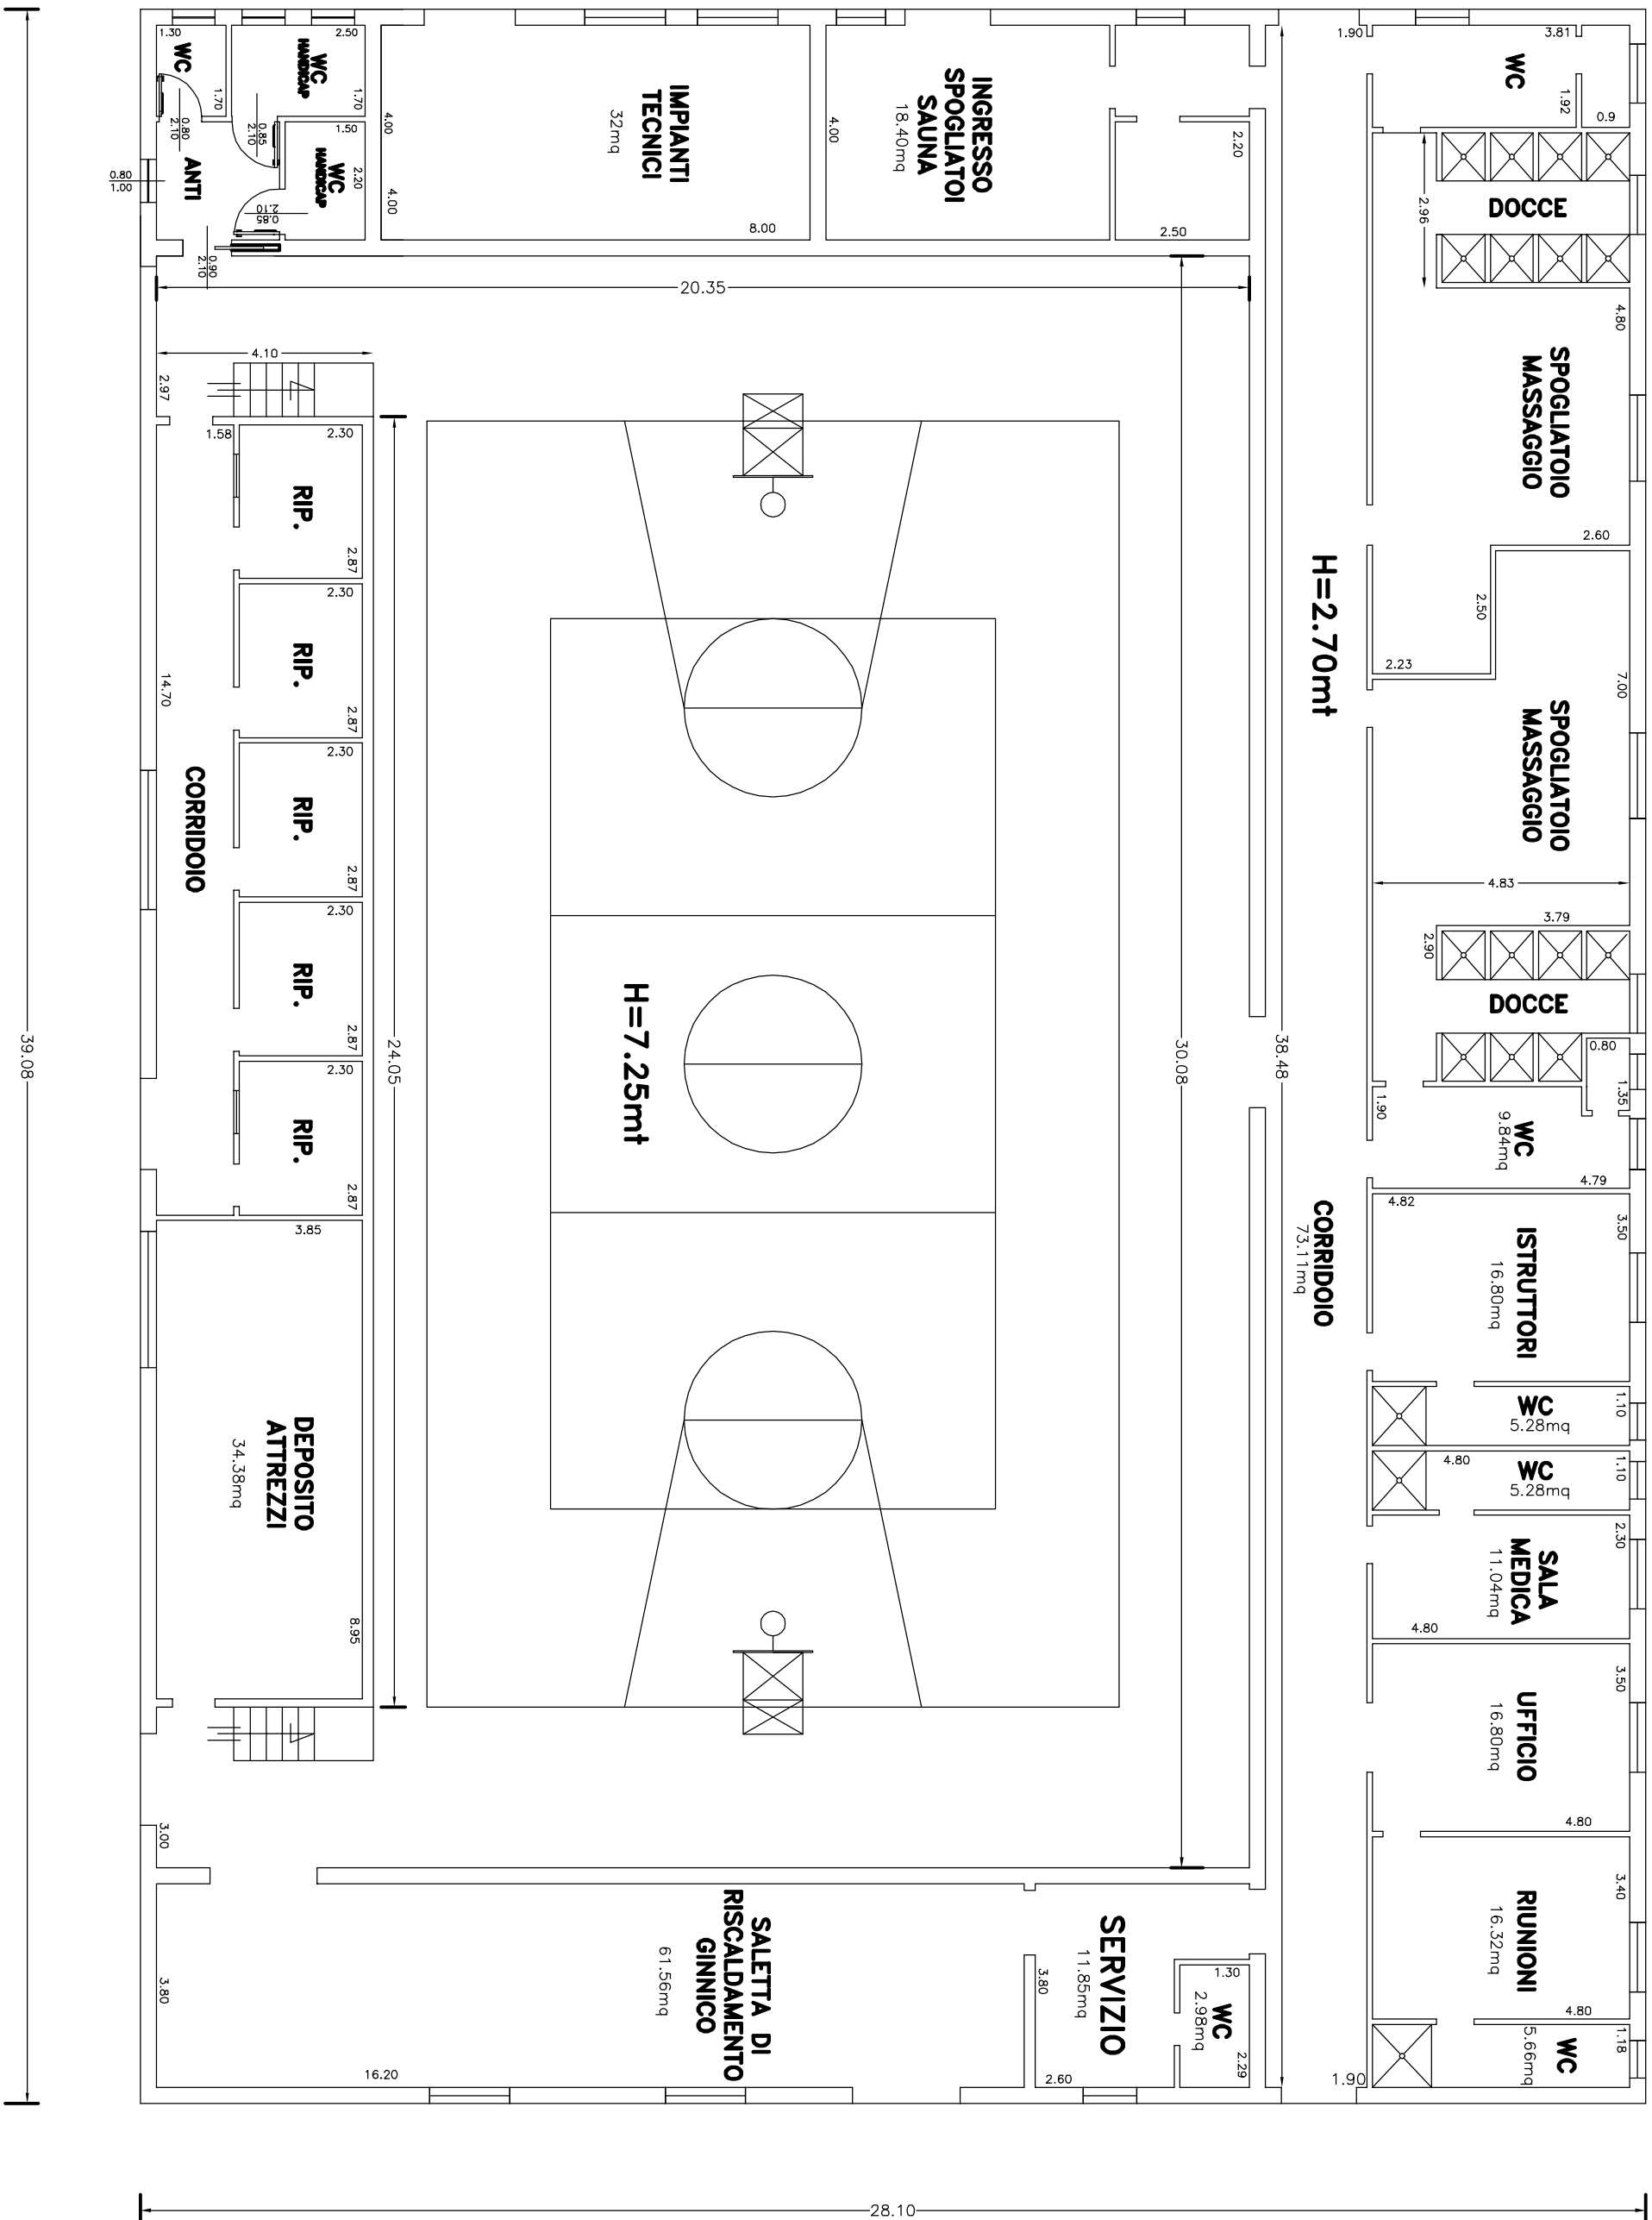 1.30
WC
1.70
0.80
2.10
2.50
WC
HANDICAP
1.70
0.85
2.10
1.50
WC
HANDICAP
2.20
0.85
2.10
ANTI
0.80
1.00
0.90
2.10
4.00
4.00
IMPIANTI
TECNICI
32mq
8.00
4.00
INGRESSO
SPOGLIATOI
SAUNA
18.40mq
2.20
2.50
1.90
3.81
WC
1.92
0.9
2.96
DOCCE
4.80
SPOGLIATOIO
MASSAGGIO
2.60
2.50
2.23
7.00
SPOGLIATOIO
MASSAGGIO
4.83
3.79
2.90
DOCCE
0.80
1.35
1.90
WC
9.84mq
4.79
4.82
3.50
ISTRUTTORI
16.80mq
1.10
WC
5.28mq
4.80
1.10
WC
5.28mq
2.30
SALA
MEDICA
11.04mq
4.80
3.50
UFFICIO
16.80mq
4.80
3.40
RIUNIONI
16.32mq
4.80
1.18
WC
5.66mq
1.90
H=2.70mt
38.48
CORRIDOIO
73.11mq
20.35
30.08
4.10
2.97
1.58
2.30
RIP.
2.87
2.30
RIP.
2.87
2.30
RIP.
2.87
2.30
RIP.
2.87
2.30
RIP.
2.87
14.70
CORRIDOIO
24.05
H=7.25mt
3.85
DEPOSITO
ATTREZZI
34.38mq
8.95
3.00
3.80
SALETTA DI
RISCALDAMENTO
GINNICO
61.56mq
16.20
3.80
SERVIZIO
11.85mq
2.60
1.30
WC
2.98mq
2.29
39.08
28.10